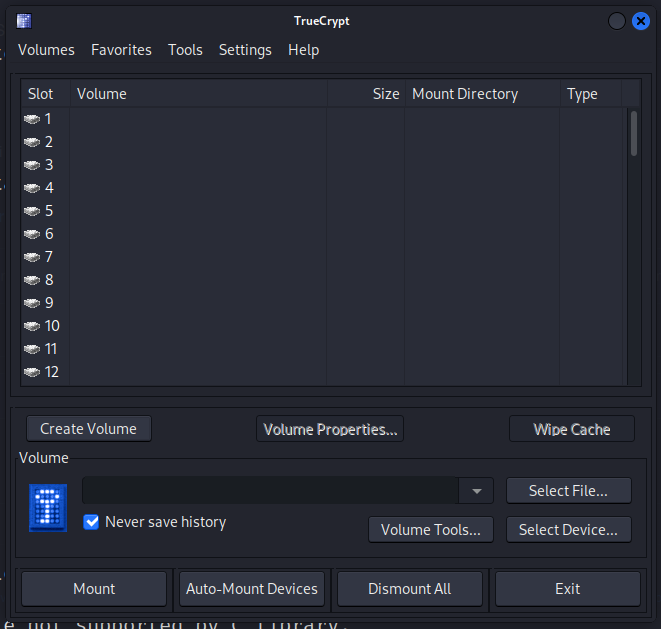 TrueCrypt
Volumes Favorites Tools Settings Help
Slot Volume Size Mount Directory Type
1
2
3
4
5
6
7
8
9
10
11
12
Create Volume Volume Properties... Wipe Cache
Volume
Select File...
Never save history
Volume Tools... Select Device...
Mount Auto-Mount Devices Dismount All Exit
e not supported by C library.